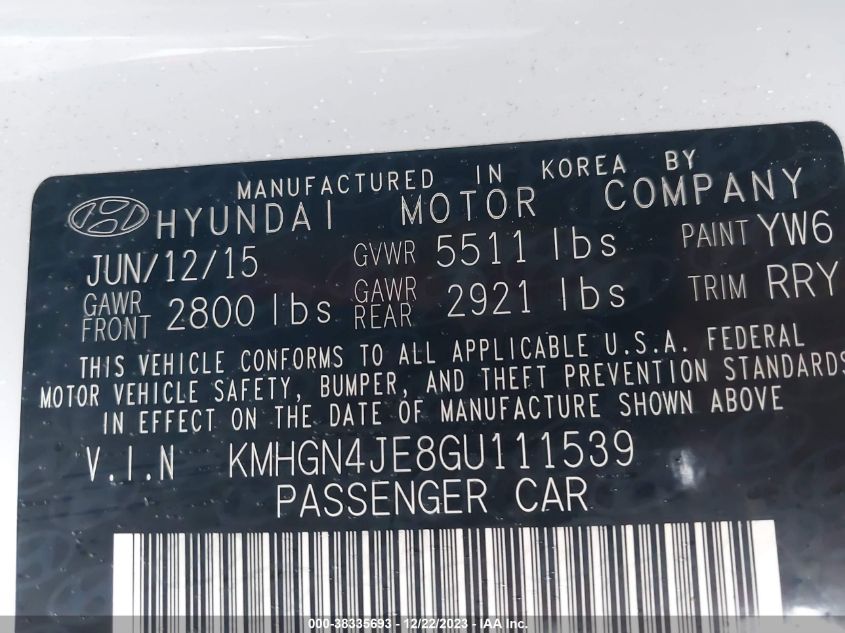 MANUFACTURED IN KOREA BY
HYUNDAI MOTOR COMPANY
JUN/12/15 GVWR 5511 lbs PAINT YW6
GAWR FRONT 2800 lbs GAWR REAR 2921 lbs TRIM RRY
THIS VEHICLE CONFORMS TO ALL APPLICABLE U.S.A. FEDERAL
MOTOR VEHICLE SAFETY, BUMPER, AND THEFT PREVENTION STANDARDS
IN EFFECT ON THE DATE OF MANUFACTURE SHOWN ABOVE
V.I.N KMHGN4JE8GU111539
PASSENGER CAR
000-38335693 - 12/22/2023 - IAA Inc.